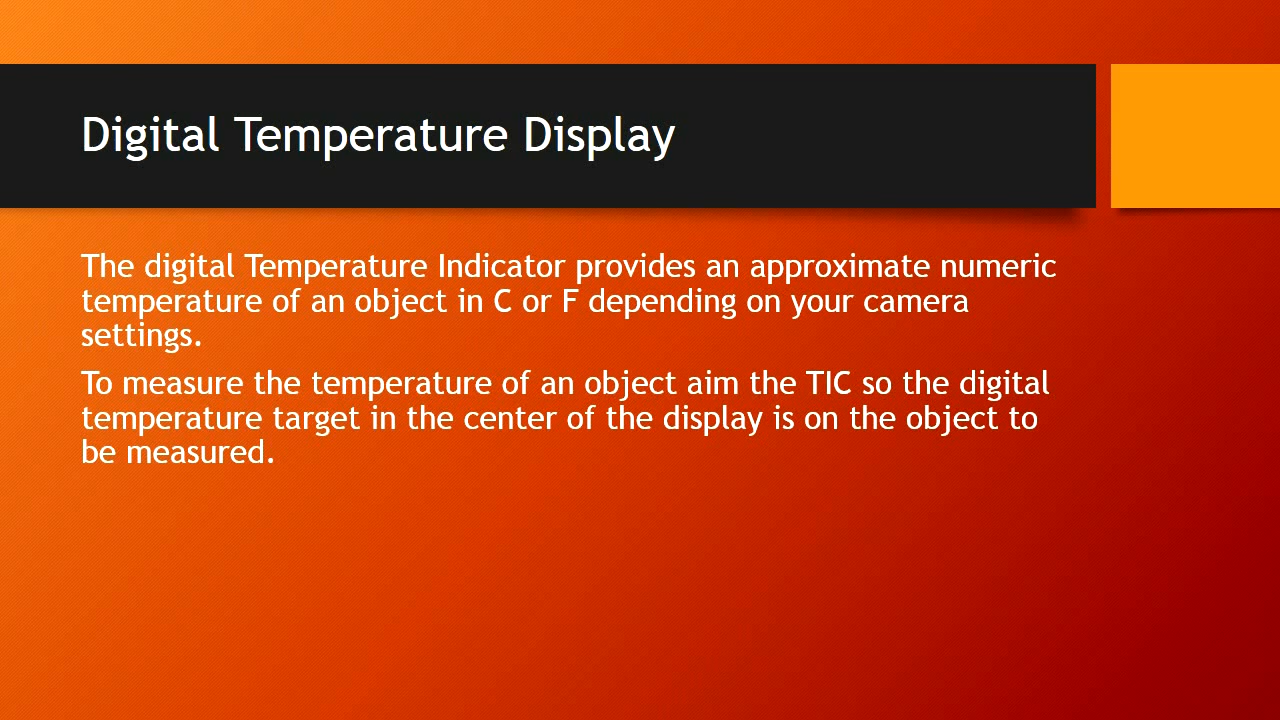 Digital Temperature Display
The digital Temperature Indicator provides an approximate numeric
temperature of an object in C or F depending on your camera
settings.
To measure the temperature of an object aim the TIC so the digital
temperature target in the center of the display is on the object to
be measured.